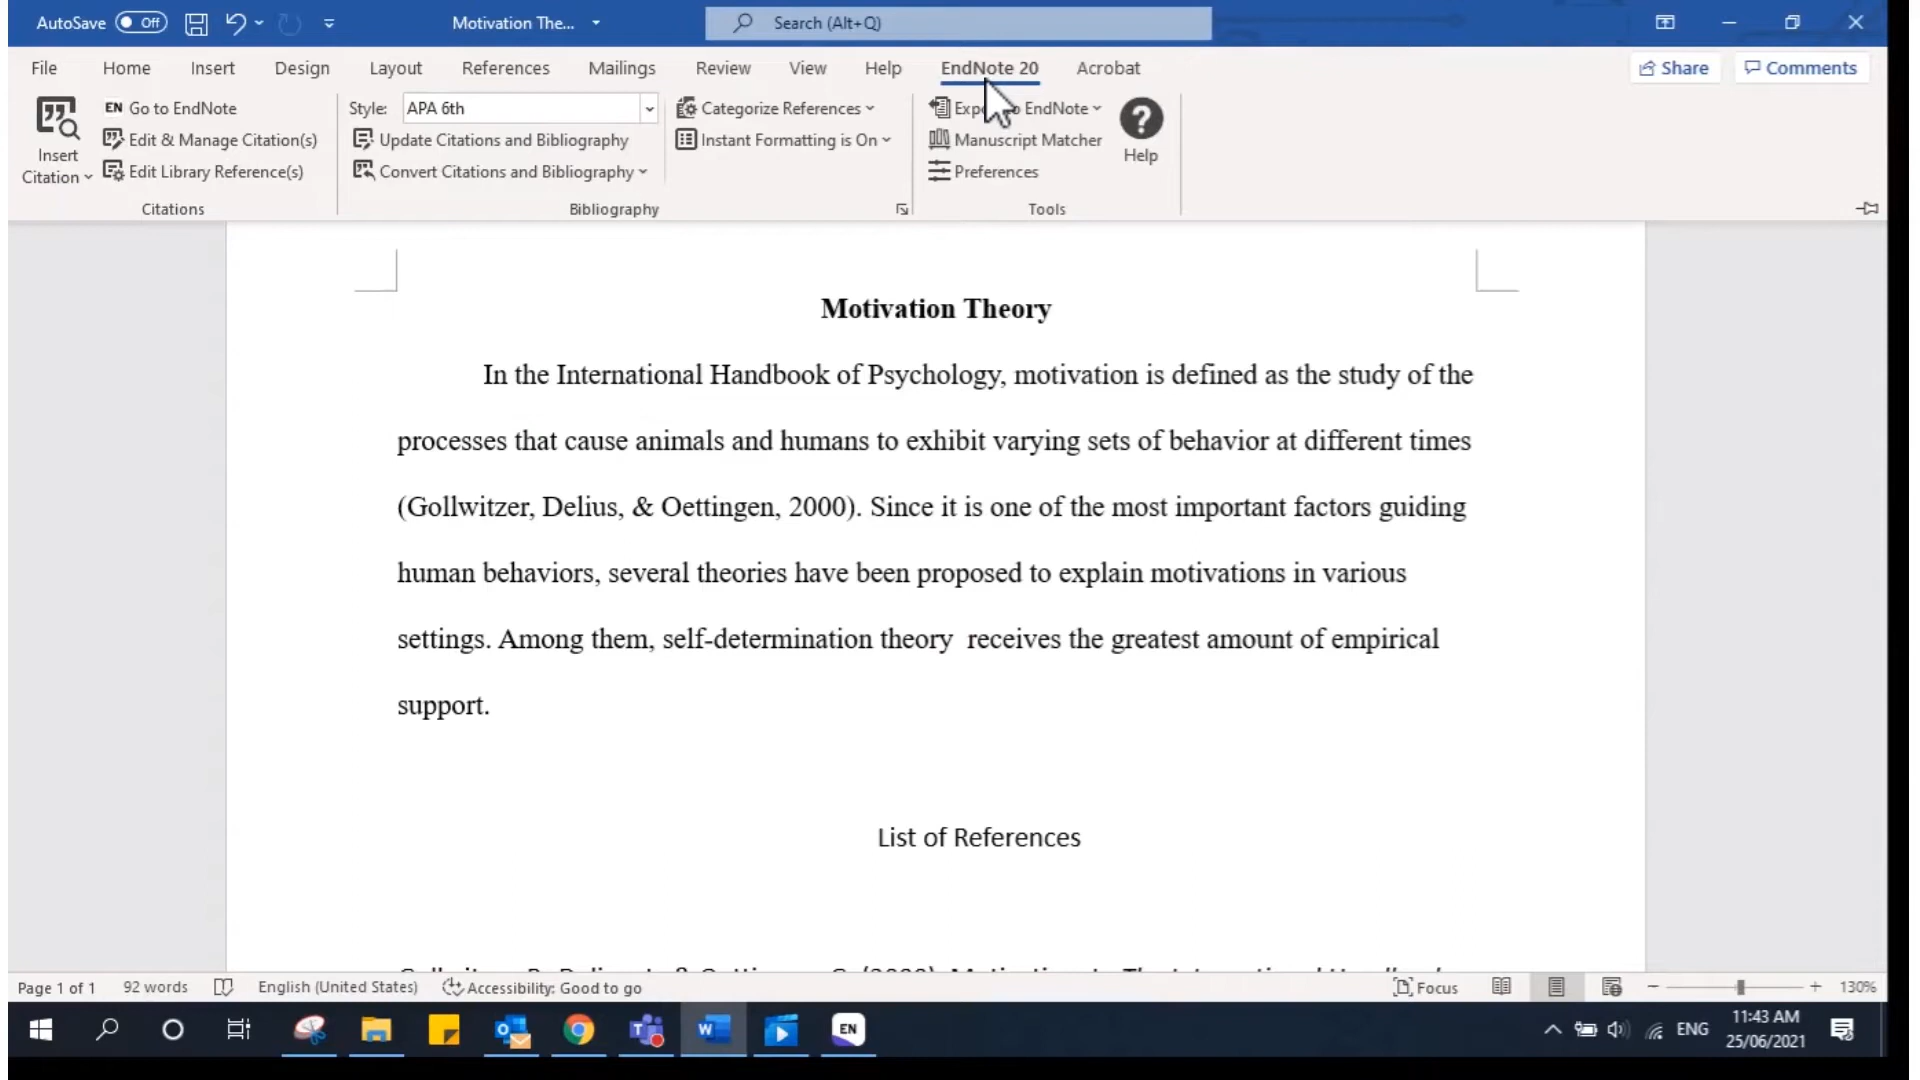 AutoSave Off Motivation The... Search (Alt+Q)
File Home Insert Design Layout References Mailings Review View Help EndNote 20 Acrobat Share Comments
EN Go to EndNote
Edit & Manage Citation(s)
Edit Library Reference(s)
Insert
Citation
Citations
Style: APA 6th
Update Citations and Bibliography
Convert Citations and Bibliography
Categorize References
Instant Formatting is On
Bibliography
to EndNote
Manuscript Matcher
Preferences
Help
Tools
Motivation Theory
In the International Handbook of Psychology, motivation is defined as the study of the
processes that cause animals and humans to exhibit varying sets of behavior at different times
(Gollwitzer, Delius, & Oettingen, 2000). Since it is one of the most important factors guiding
human behaviors, several theories have been proposed to explain motivations in various
settings. Among them, self-determination theory  receives the greatest amount of empirical
support.
List of References
Page 1 of 1 92 words English (United States) Accessibility: Good to go Focus 130%
EN ENG 11:43 AM
25/06/2021